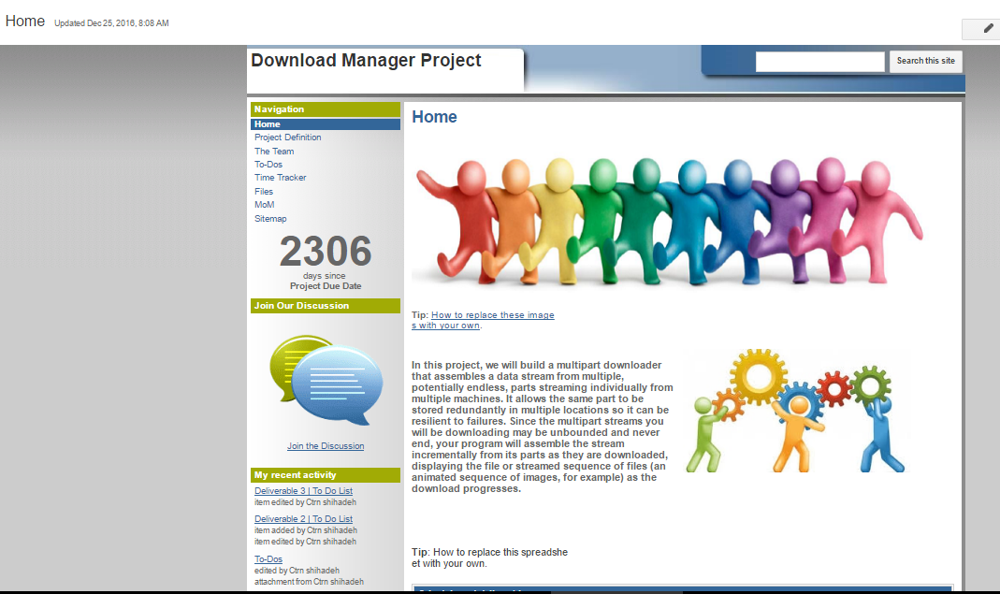 Home Updated Dec 25, 2016, 8:08 AM
Download Manager Project
Search this site
Navigation
Home
Project Definition
The Team
To-Dos
Time Tracker
Files
MoM
Sitemap
2306
days since
Project Due Date
Join Our Discussion
Join the Discussion
My recent activity
Deliverable 3 | To Do List
item edited by Ctrn shihadeh
Deliverable 2 | To Do List
item added by Ctrn shihadeh
item edited by Ctrn shihadeh
To-Dos
edited by Ctrn shihadeh
attachment from Ctrn shihadeh
Home
Tip: How to replace these image
s with your own.
In this project, we will build a multipart downloader
that assembles a data stream from multiple,
potentially endless, parts streaming individually from
multiple machines. It allows the same part to be
stored redundantly in multiple locations so it can be
resilient to failures. Since the multipart streams you
will be downloading may be unbounded and never
end, your program will assemble the stream
incrementally from its parts as they are downloaded,
displaying the file or streamed sequence of files (an
animated sequence of images, for example) as the
download progresses.
Tip: How to replace this spreadshe
et with your own.